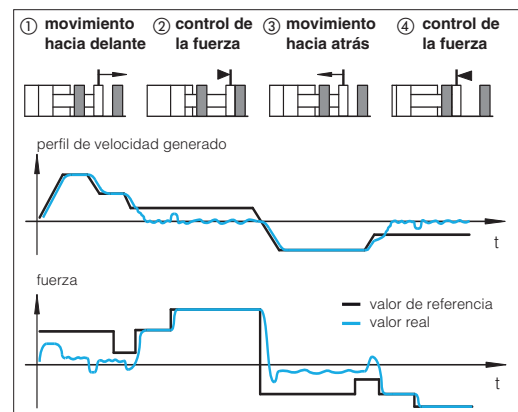 ① movimiento
hacia delante
② control de
la fuerza
③ movimiento
hacia atrás
④ control de
la fuerza
perfil de velocidad generado
t
fuerza
valor de referencia
valor real
t